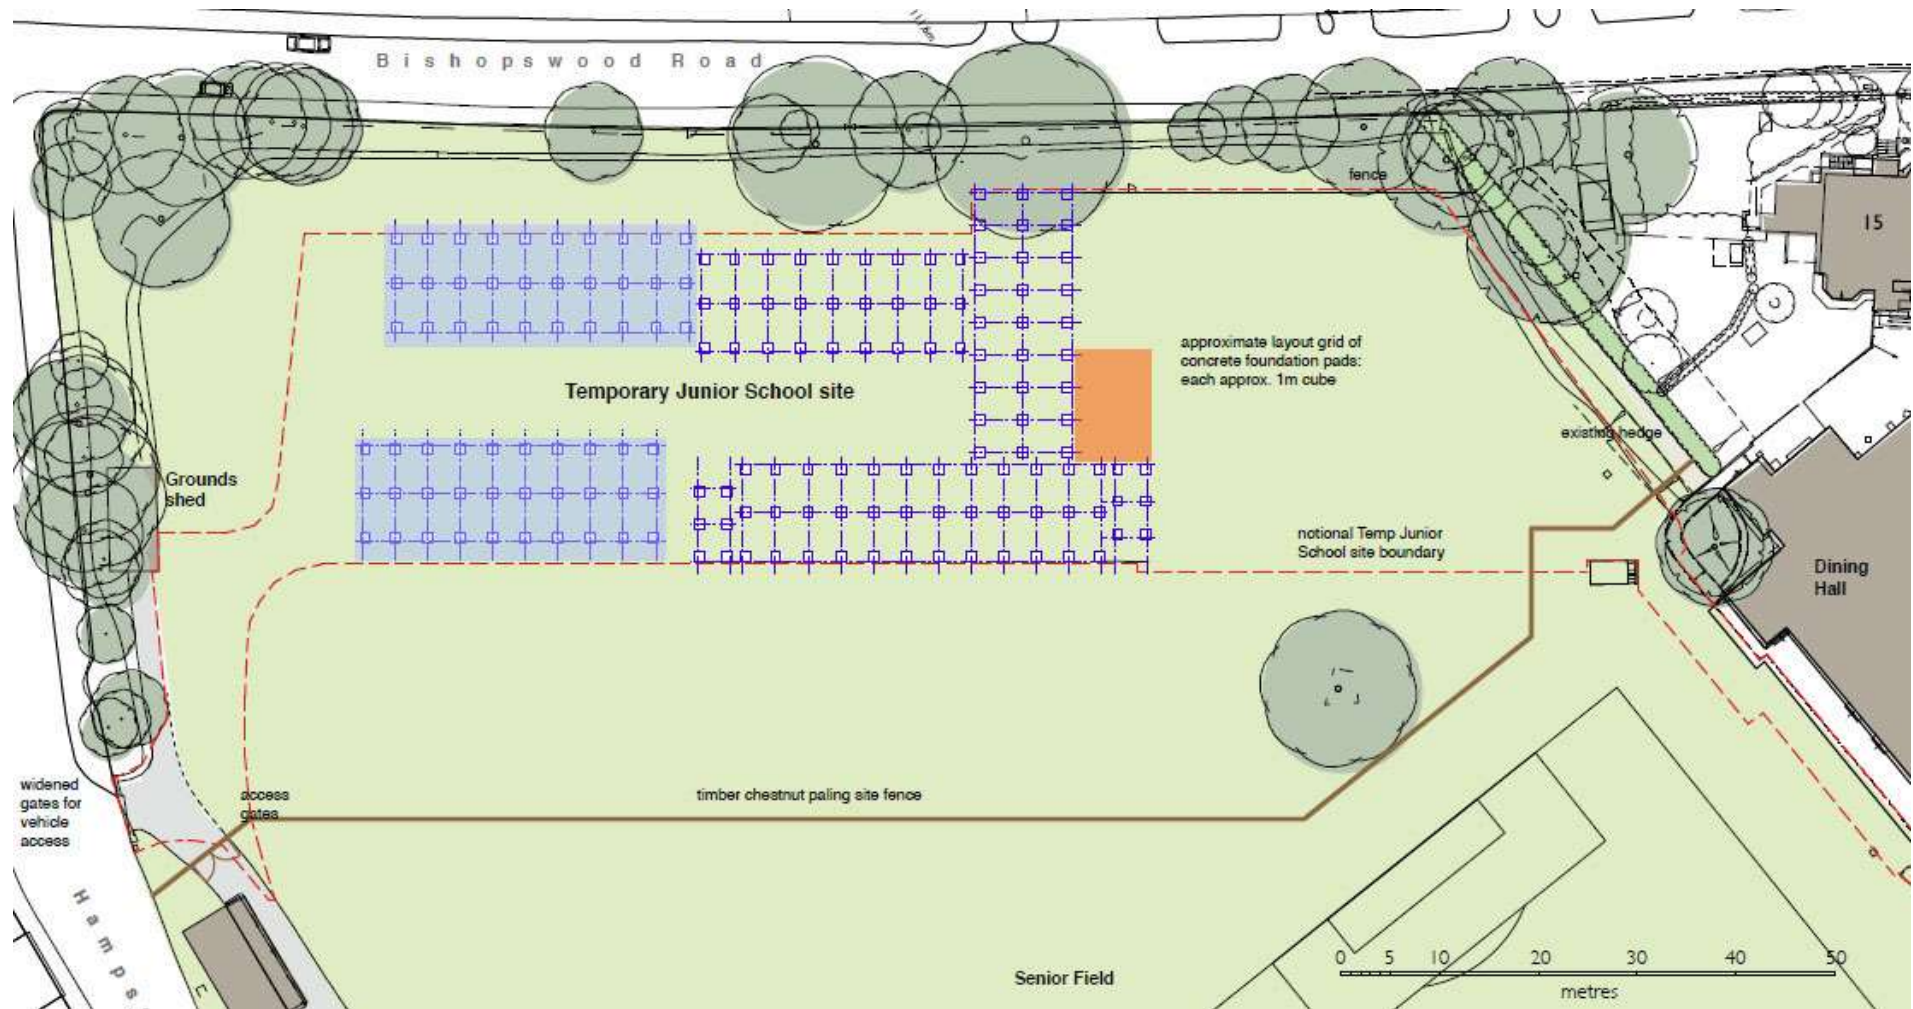 Bishopswood Road
fence
15
approximate layout grid of
concrete foundation pads:
each approx. 1m cube
Temporary Junior School site
existing hedge
Grounds
shed
notional Temp Junior
School site boundary
Dining
Hall
widened
gates for
vehicle
access
access
gates
timber chestnut paling site fence
Hamps
Senior Field
0 5 10 20 30 40 50
metres